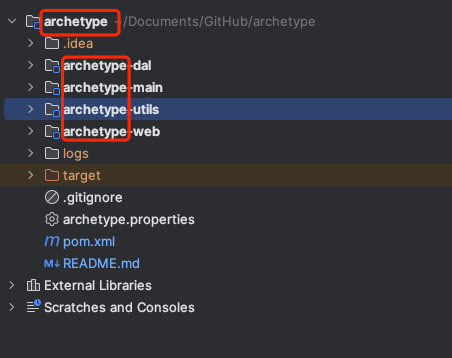 archetype ~/Documents/GitHub/archetype
.idea
archetype-dal
archetype-main
archetype-utils
archetype-web
logs
target
.gitignore
archetype.properties
m pom.xml
M↓ README.md
External Libraries
Scratches and Consoles